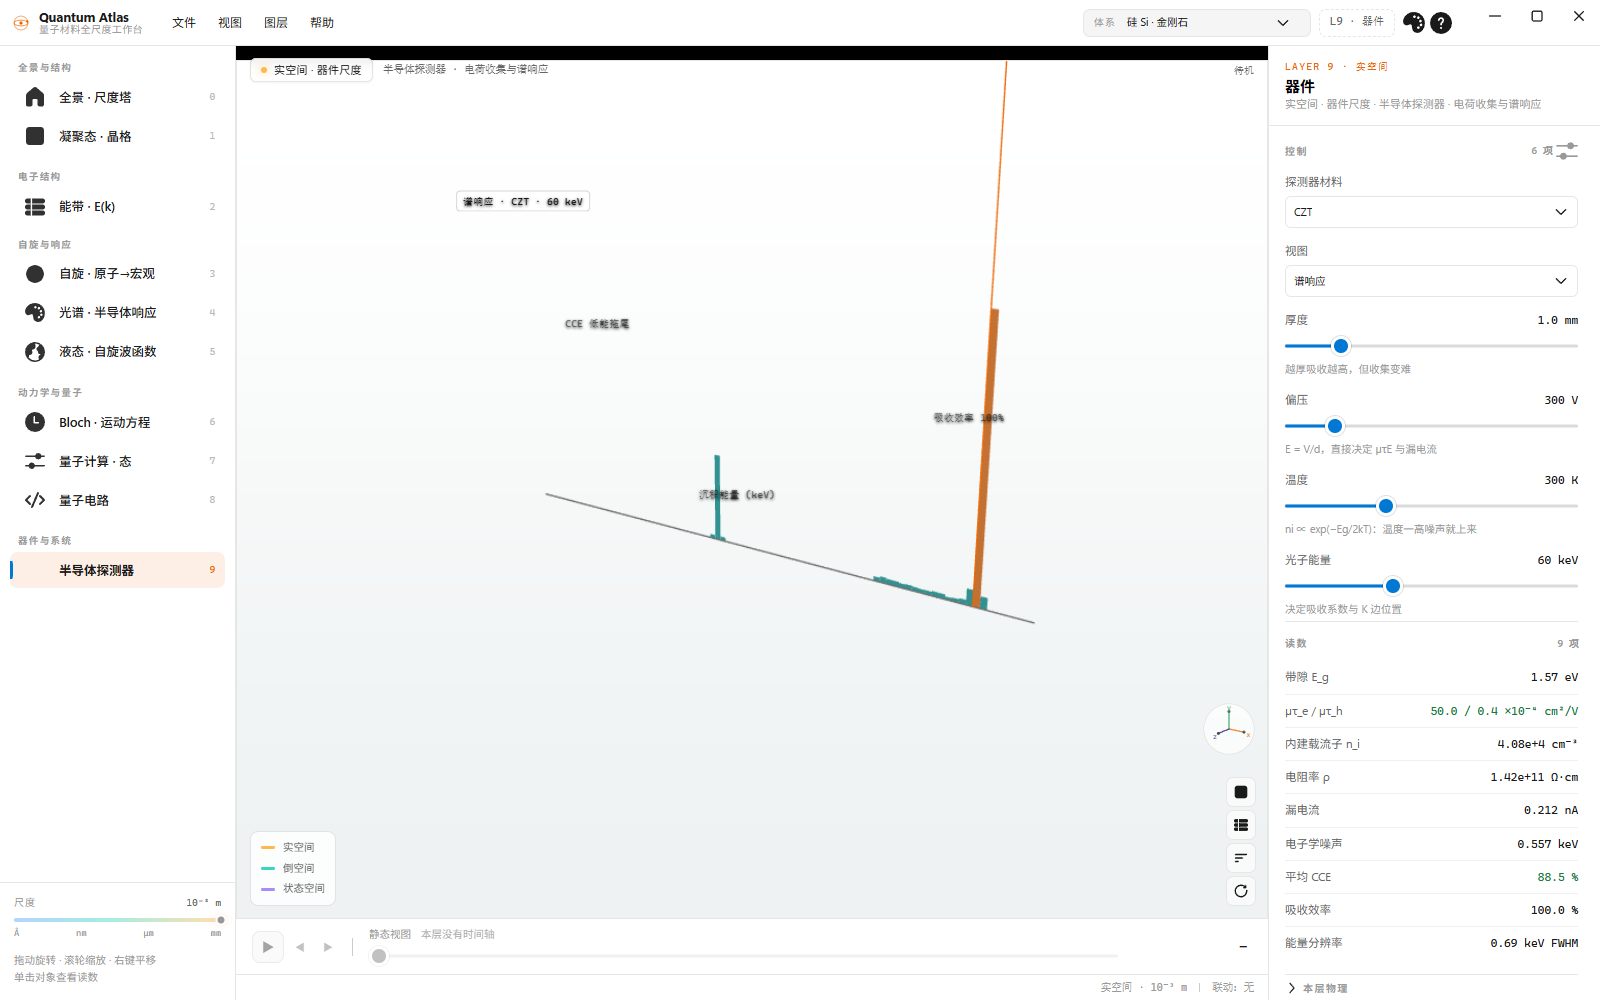 Quantum Atlas
量子材料全尺度工作台
文件
视图
图层
帮助
体系
硅 Si · 金刚石
L9 · 器件
全景与结构
全景 · 尺度塔
0
凝聚态 · 晶格
1
电子结构
能带 · E(k)
2
自旋与响应
自旋 · 原子→宏观
3
光谱 · 半导体响应
4
液态 · 自旋波函数
5
动力学与量子
Bloch · 运动方程
6
量子计算 · 态
7
量子电路
8
器件与系统
半导体探测器
9
尺度
10⁻³ m
Å
nm
μm
mm
拖动旋转 · 滚轮缩放 · 右键平移
单击对象查看读数
实空间 · 器件尺度
半导体探测器 · 电荷收集与谱响应
待机
谱响应 · CZT · 60 keV
CCE 低能拖尾
吸收效率 100%
沉积能量 (keV)
Y
X
Z
实空间
倒空间
状态空间
静态视图
本层没有时间轴
–
实空间 · 10⁻³ m
联动: 无
LAYER 9 · 实空间
器件
实空间 · 器件尺度 · 半导体探测器 · 电荷收集与谱响应
控制
6 项
探测器材料
CZT
视图
谱响应
厚度
1.0 mm
越厚吸收越高，但收集变难
偏压
300 V
E = V/d，直接决定 μτE 与漏电流
温度
300 K
ni ∝ exp(−Eg/2kT)：温度一高噪声就上来
光子能量
60 keV
决定吸收系数与 K 边位置
读数
9 项
带隙 E_g
1.57 eV
μτ_e / μτ_h
50.0 / 0.4 ×10⁻⁴ cm²/V
内建载流子 n_i
4.08e+4 cm⁻³
电阻率 ρ
1.42e+11 Ω·cm
漏电流
0.212 nA
电子学噪声
0.557 keV
平均 CCE
88.5 %
吸收效率
100.0 %
能量分辨率
0.69 keV FWHM
本层物理